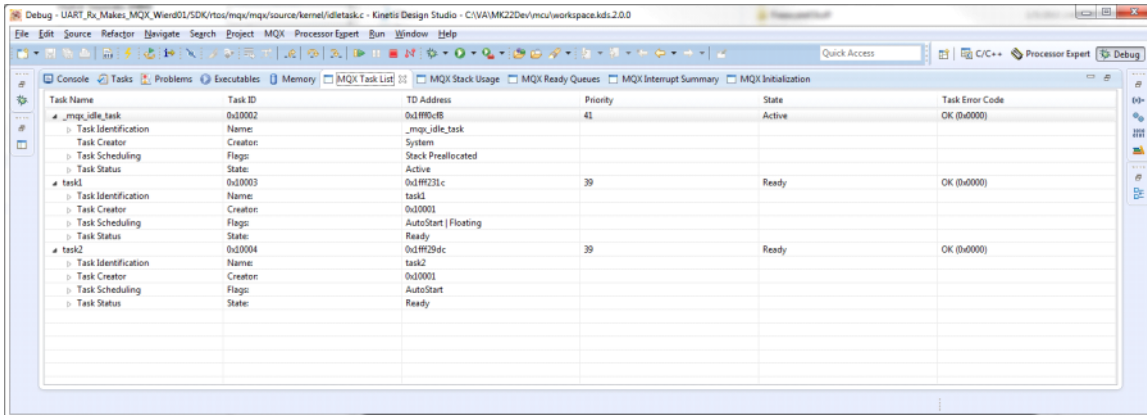 Debug - UART_Rx_Makes_MQX_Wierd01/SDK/rtos/mqx/mqx/source/kernel/idletask.c - Kinetis Design Studio - C:\VA\MK22Dev\mcu\workspace.kds.2.0.0
File Edit Source Refactor Navigate Search Project MQX Processor Expert Run Window Help
Quick Access C/C++ Processor Expert Debug
Console Tasks Problems Executables Memory MQX Task List MQX Stack Usage MQX Ready Queues MQX Interrupt Summary MQX Initialization
Task Name Task ID TD Address Priority State Task Error Code
_mqx_idle_task 0x10002 0x1fff0cf8 41 Active OK (0x0000)
Task Identification Name: _mqx_idle_task
Task Creator Creator: System
Task Scheduling Flags: Stack Preallocated
Task Status State: Active
task1 0x10003 0x1fff231c 39 Ready OK (0x0000)
Task Identification Name: task1
Task Creator Creator: 0x10001
Task Scheduling Flags: AutoStart | Floating
Task Status State: Ready
task2 0x10004 0x1fff29dc 39 Ready OK (0x0000)
Task Identification Name: task2
Task Creator Creator: 0x10001
Task Scheduling Flags: AutoStart
Task Status State: Ready